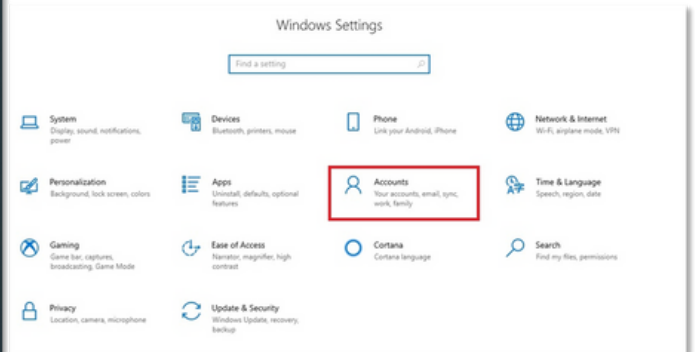 Windows Settings
Find a setting
System
Display, sound, notifications,
power
Devices
Bluetooth, printers, mouse
Phone
Link your Android, iPhone
Network & Internet
Wi-Fi, airplane mode, VPN
Personalization
Background, lock screen, colors
Apps
Uninstall, defaults, optional
features
Accounts
Your accounts, email, sync,
work, family
Time & Language
Speech, region, date
Gaming
Game bar, captures,
broadcasting, Game Mode
Ease of Access
Narrator, magnifier, high
contrast
Cortana
Cortana language
Search
Find my files, permissions
Privacy
Location, camera, microphone
Update & Security
Windows Update, recovery,
backup